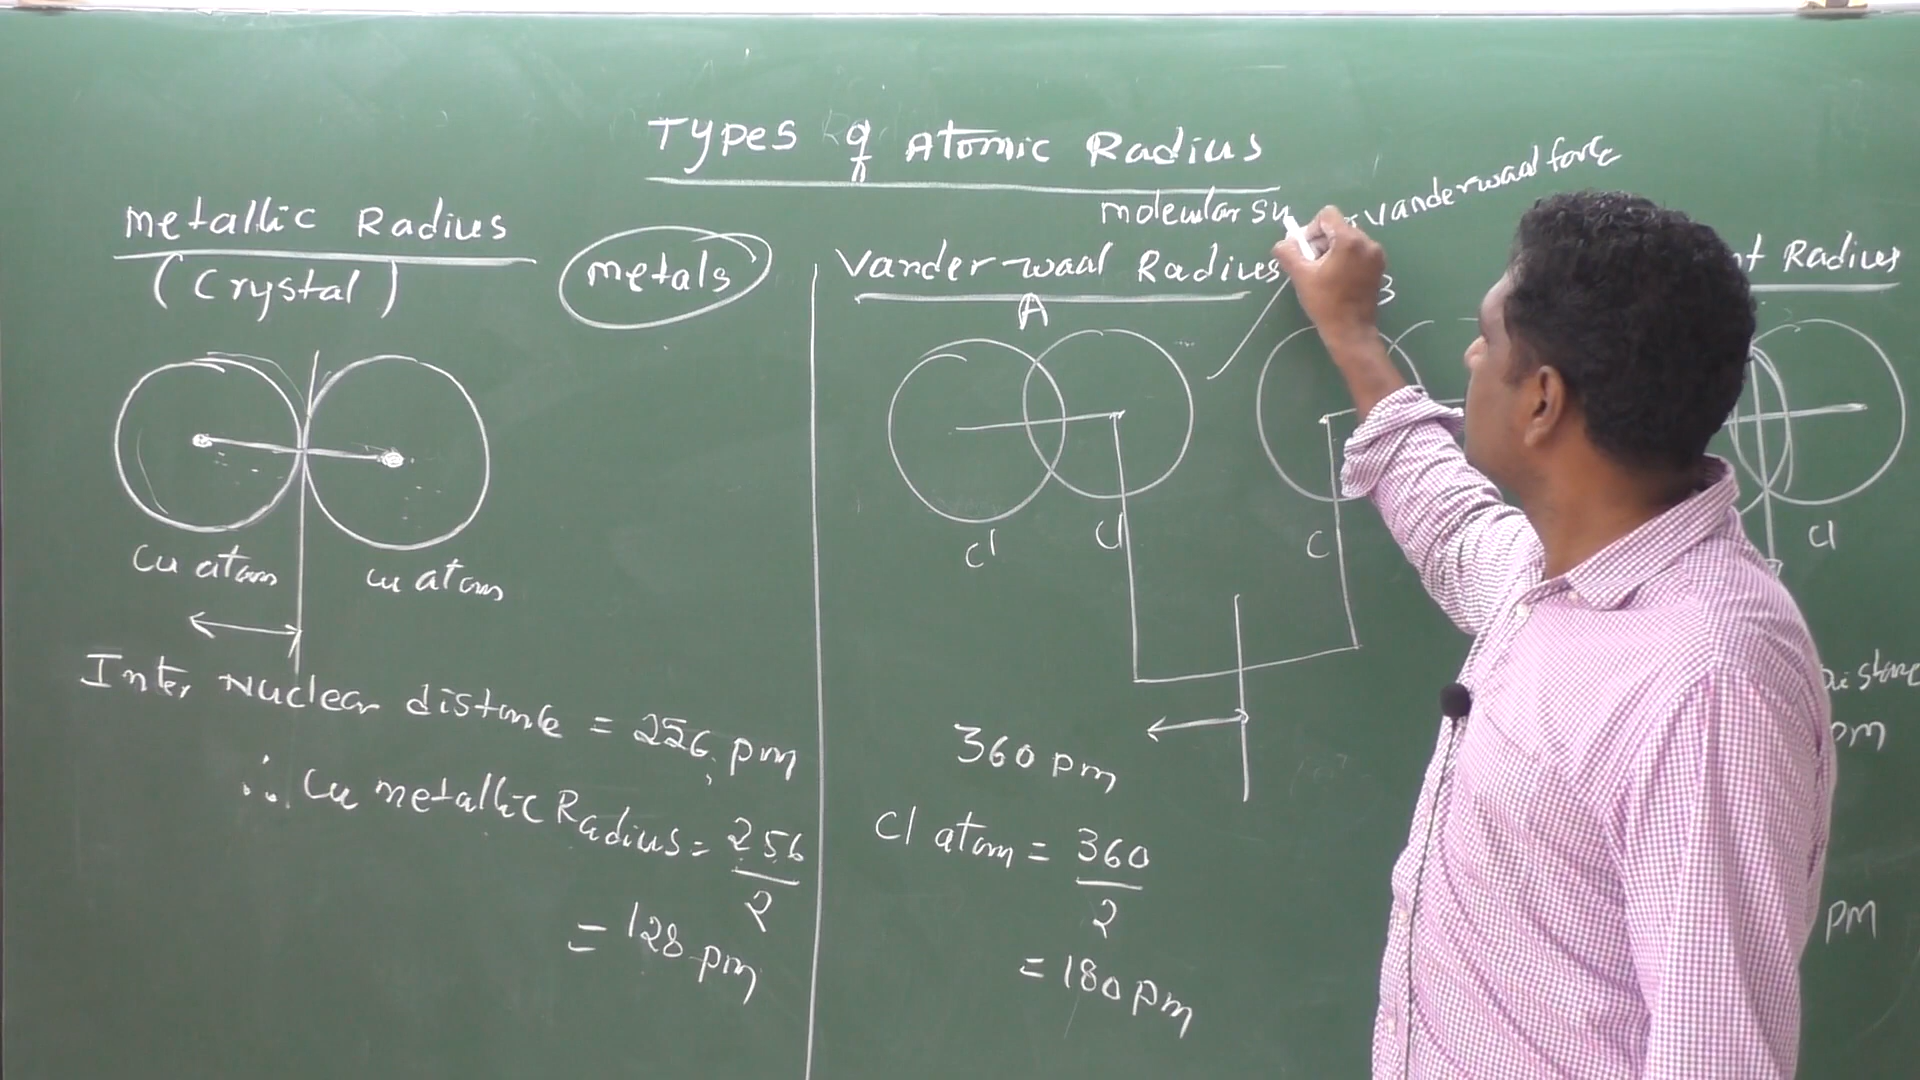 Types of Atomic Radius
Metallic Radius
(Crystal)
metals
Inter Nuclear distance = 256 pm
∴ Cu metallic Radius = 256/2
= 128 pm
Cu atom
Cu atom
molecular
Vanderwaal force
Vander-waal Radius
A
B
Cl
Cl
C
360 pm
Cl atom = 360/2
= 180 pm
Radius
Cl
pm
PM